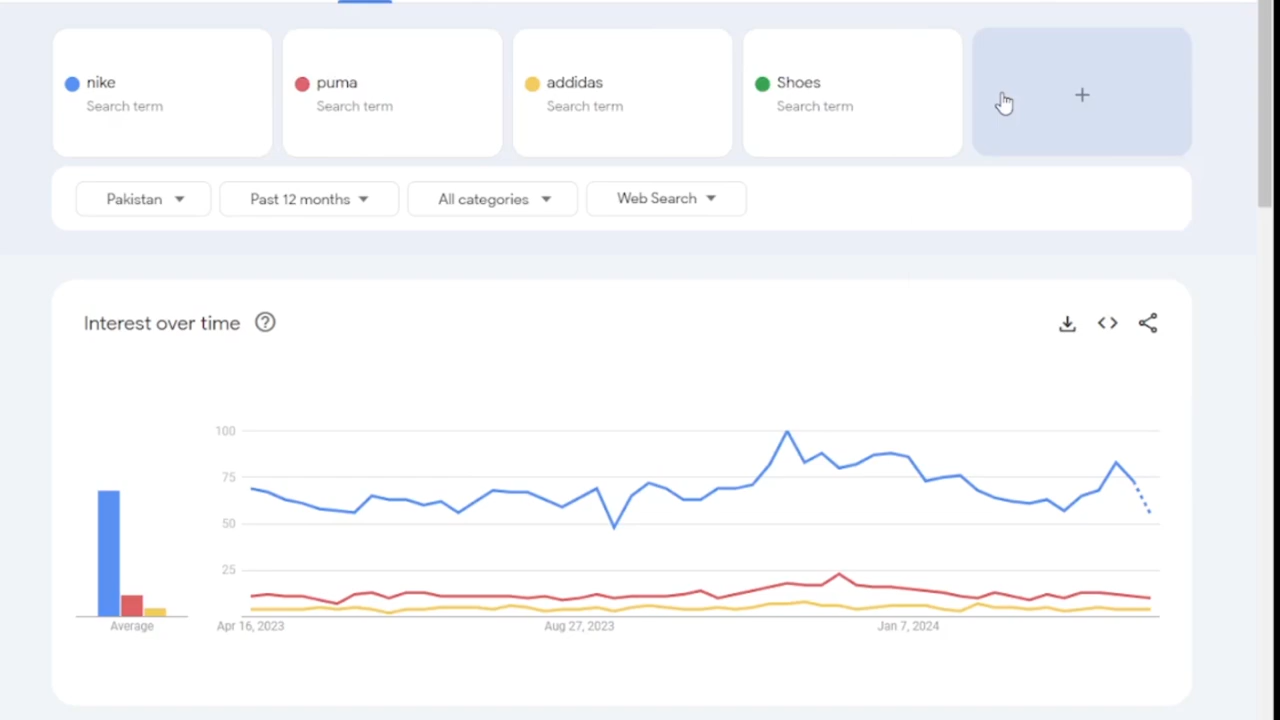 nike
Search term
puma
Search term
addidas
Search term
Shoes
Search term
+
Pakistan
Past 12 months
All categories
Web Search
Interest over time
?
100
75
50
25
Average
Apr 16, 2023
Aug 27, 2023
Jan 7, 2024